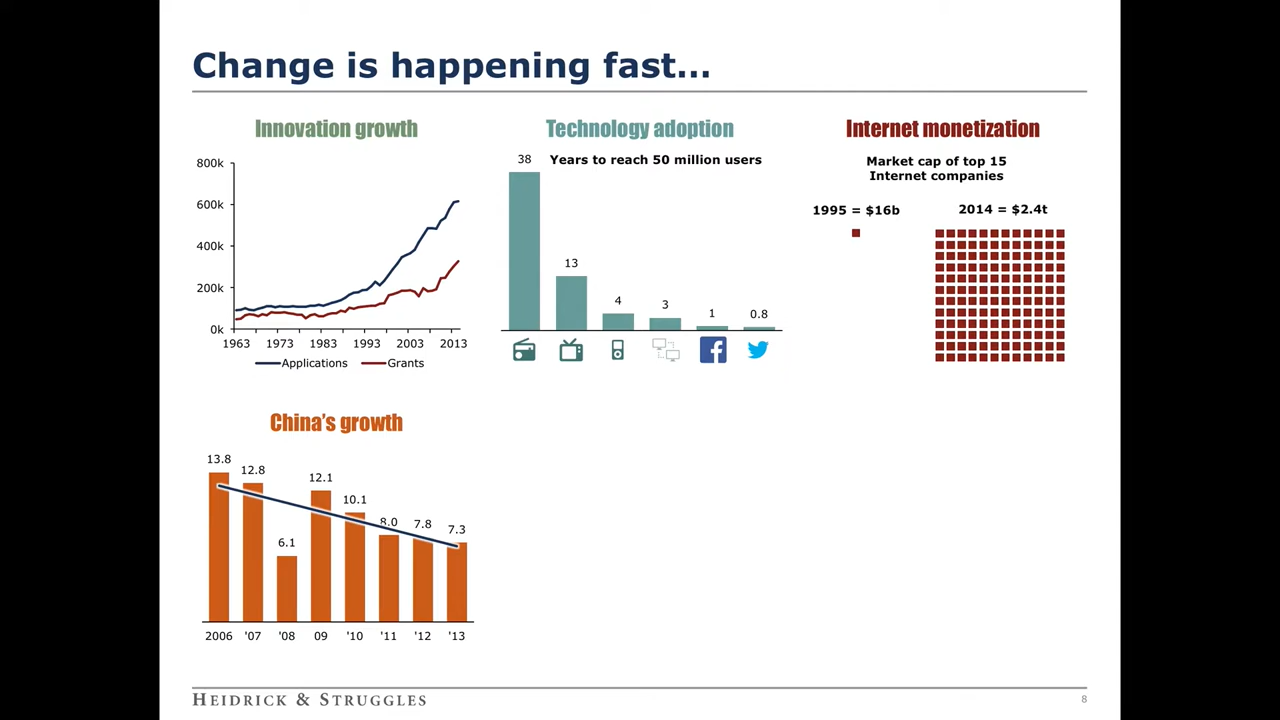 Change is happening fast...
Innovation growth
800k
600k
400k
200k
0k
1963 1973 1983 1993 2003 2013
Applications Grants
Technology adoption
Years to reach 50 million users
38
13
4
3
1
0.8
Internet monetization
Market cap of top 15
Internet companies
1995 = $16b
2014 = $2.4t
China’s growth
13.8
12.8
6.1
12.1
10.1
8.0
7.8
7.3
2006 '07 '08 09 '10 '11 '12 '13
HEIDRICK & STRUGGLES
8